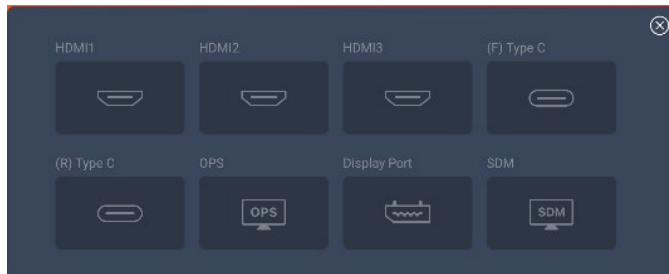 HDMI1 HDMI2 HDMI3 (F) Type C
(R) Type C OPS Display Port SDM
OPS SDM